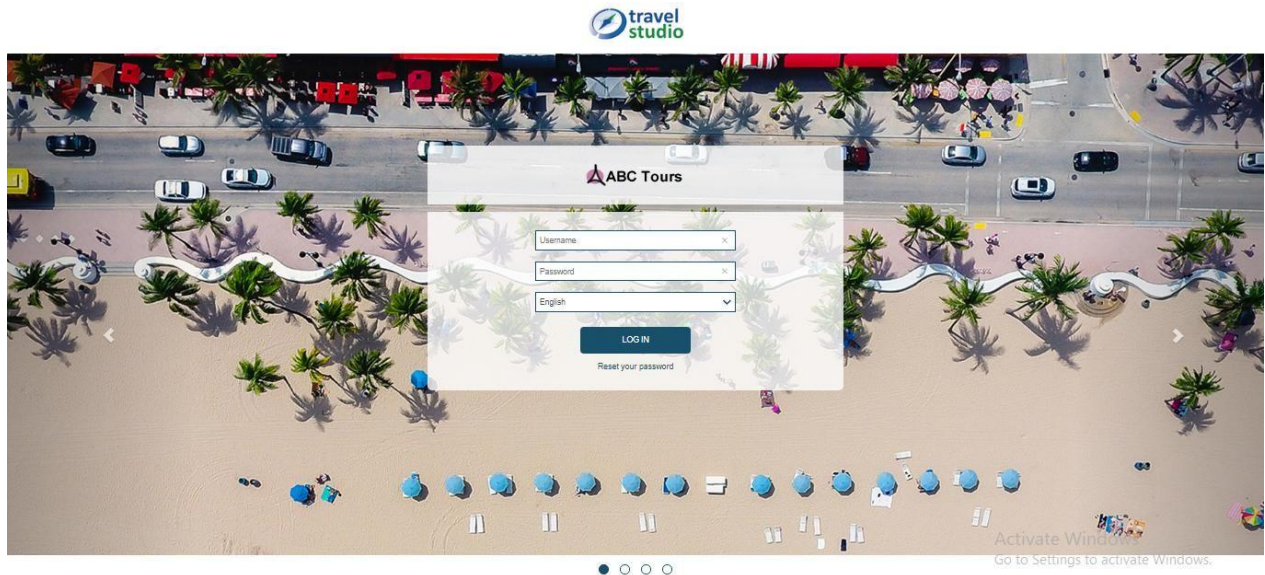 travel
studio
ABC Tours
Username
Password
English
LOG IN
Reset your password
Activate Windows
Go to Settings to activate Windows.